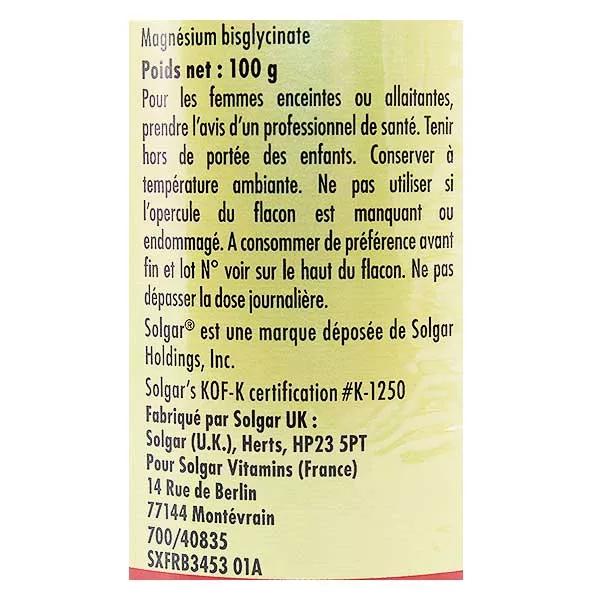 Magnésium bisglycinate
Poids net : 100 g
Pour les femmes enceintes ou allaitantes,
prendre l'avis d'un professionnel de santé. Tenir
hors de portée des enfants. Conserver à
température ambiante. Ne pas utiliser si
l'opercule du flacon est manquant ou
endommagé. A consommer de préférence avant
fin et lot N° voir sur le haut du flacon. Ne pas
dépasser la dose journalière.
Solgar® est une marque déposée de Solgar
Holdings, Inc.
Solgar's KOF-K certification #K-1250
Fabriqué par Solgar UK :
Solgar (U.K.), Herts, HP23 5PT
Pour Solgar Vitamins (France)
14 Rue de Berlin
77144 Montévrain
700/40835
SXFRB3453 01A